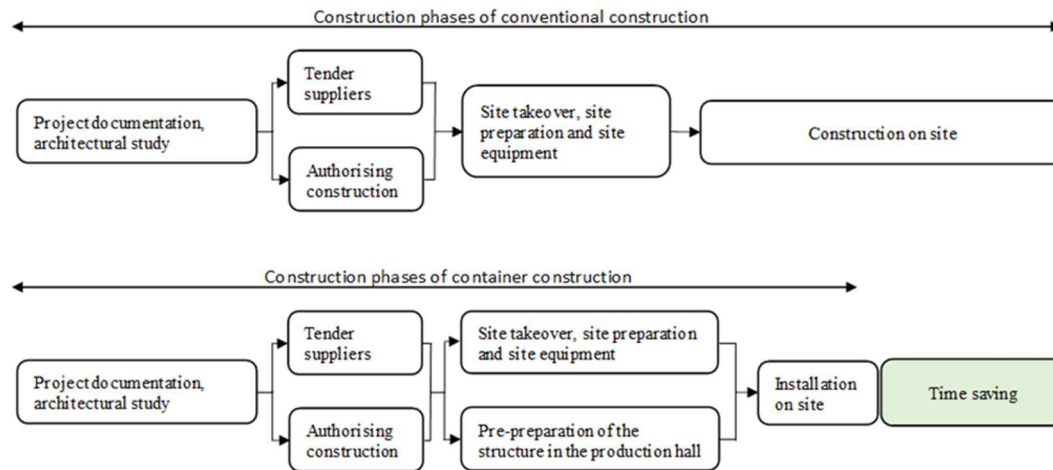 Construction phases of conventional construction
Tender
suppliers
Project documentation,
architectural study
Authorising
construction
Site takeover, site
preparation and site
equipment
Construction on site
Construction phases of container construction
Tender
suppliers
Project documentation,
architectural study
Authorising
construction
Site takeover, site preparation
and site equipment
Pre-preparation of the
structure in the production hall
Installation
on site
Time saving